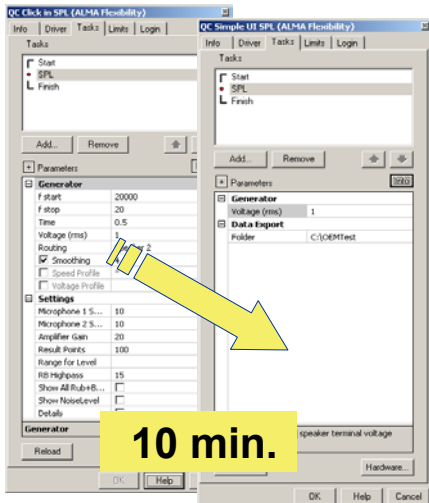 QC Click in SPL (ALMA Flexibility)
Info Driver Tasks Limits Login
Tasks
Start
SPL
Finish
Add... Remove
Parameters
Generator
f start 20000
f stop 20
Time 0.5
Voltage (rms) 1
Routing 2
Smoothing
Speed Profile
Voltage Profile
Settings
Microphone 1 S... 10
Microphone 2 S... 10
Amplifier Gain 20
Result Points 100
Range for Level
RB Highpass 15
Show All Rub+B...
Show NoiseLevel
Details
Generator
Reload
OK Help
QC Simple UI SPL (ALMA Flexibility)
Info Driver Tasks Limits Login
Tasks
Start
SPL
Finish
Add... Remove
Parameters Info
Generator
Voltage (rms) 1
Data Export
Folder C:\OEMTest
speaker terminal voltage
Hardware...
OK Help Cancel
10 min.